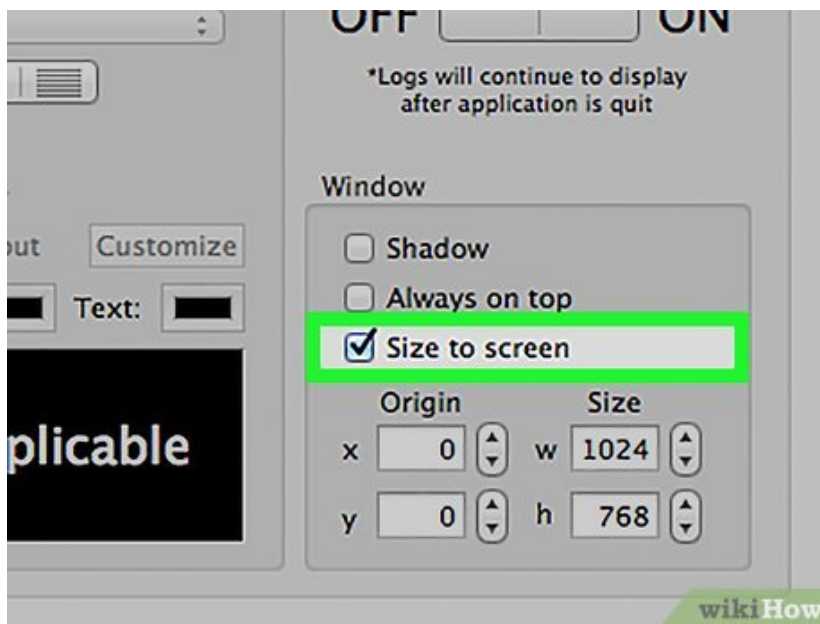 OFF ON
*Logs will continue to display
after application is quit
Window
Customize
Text:
Shadow
Always on top
Size to screen
plicable
Origin Size
x 0 w 1024
y 0 h 768
wikiHow